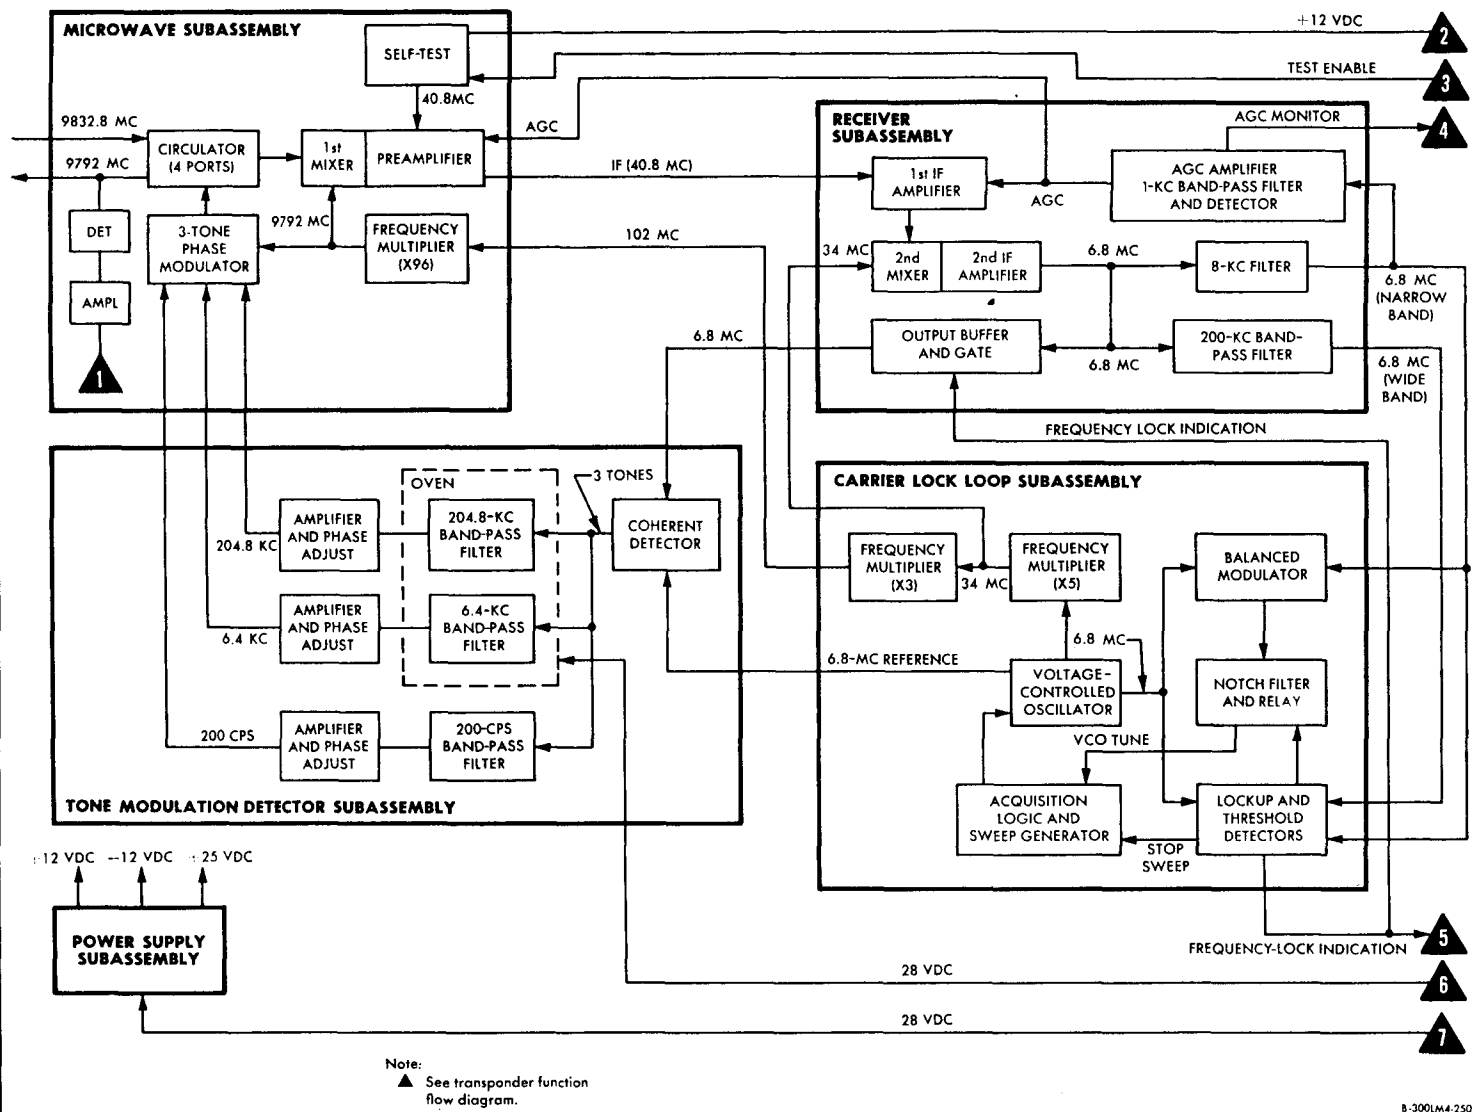 MICROWAVE SUBASSEMBLY
SELF-TEST
40.8MC
9832.8 MC
9792 MC
CIRCULATOR
(4 PORTS)
1st
MIXER
PREAMPLIFIER
AGC
IF (40.8 MC)
DET
AMPL
1
3-TONE
PHASE
MODULATOR
9792 MC
FREQUENCY
MULTIPLIER
(X96)
102 MC
+12 VDC
2
TEST ENABLE
3
RECEIVER
SUBASSEMBLY
AGC MONITOR
4
1st IF
AMPLIFIER
AGC
AGC AMPLIFIER
1-KC BAND-PASS FILTER
AND DETECTOR
34 MC
2nd
MIXER
2nd IF
AMPLIFIER
6.8 MC
8-KC FILTER
6.8 MC
(NARROW
BAND)
6.8 MC
OUTPUT BUFFER
AND GATE
6.8 MC
200-KC BAND-
PASS FILTER
6.8 MC
(WIDE
BAND)
FREQUENCY LOCK INDICATION
OVEN
3 TONES
204.8 KC
AMPLIFIER
AND PHASE
ADJUST
204.8-KC
BAND-PASS
FILTER
COHERENT
DETECTOR
6.4 KC
AMPLIFIER
AND PHASE
ADJUST
6.4-KC
BAND-PASS
FILTER
200 CPS
AMPLIFIER
AND PHASE
ADJUST
200-CPS
BAND-PASS
FILTER
TONE MODULATION DETECTOR SUBASSEMBLY
CARRIER LOCK LOOP SUBASSEMBLY
FREQUENCY
MULTIPLIER
(X3)
34 MC
FREQUENCY
MULTIPLIER
(X5)
BALANCED
MODULATOR
6.8 MC
6.8-MC REFERENCE
VOLTAGE-
CONTROLLED
OSCILLATOR
NOTCH FILTER
AND RELAY
VCO TUNE
ACQUISITION
LOGIC AND
SWEEP GENERATOR
STOP
SWEEP
LOCKUP AND
THRESHOLD
DETECTORS
+12 VDC
-12 VDC
+25 VDC
POWER SUPPLY
SUBASSEMBLY
FREQUENCY-LOCK INDICATION
5
28 VDC
6
28 VDC
7
Note:
See transponder function
flow diagram.
B-300LM4-250